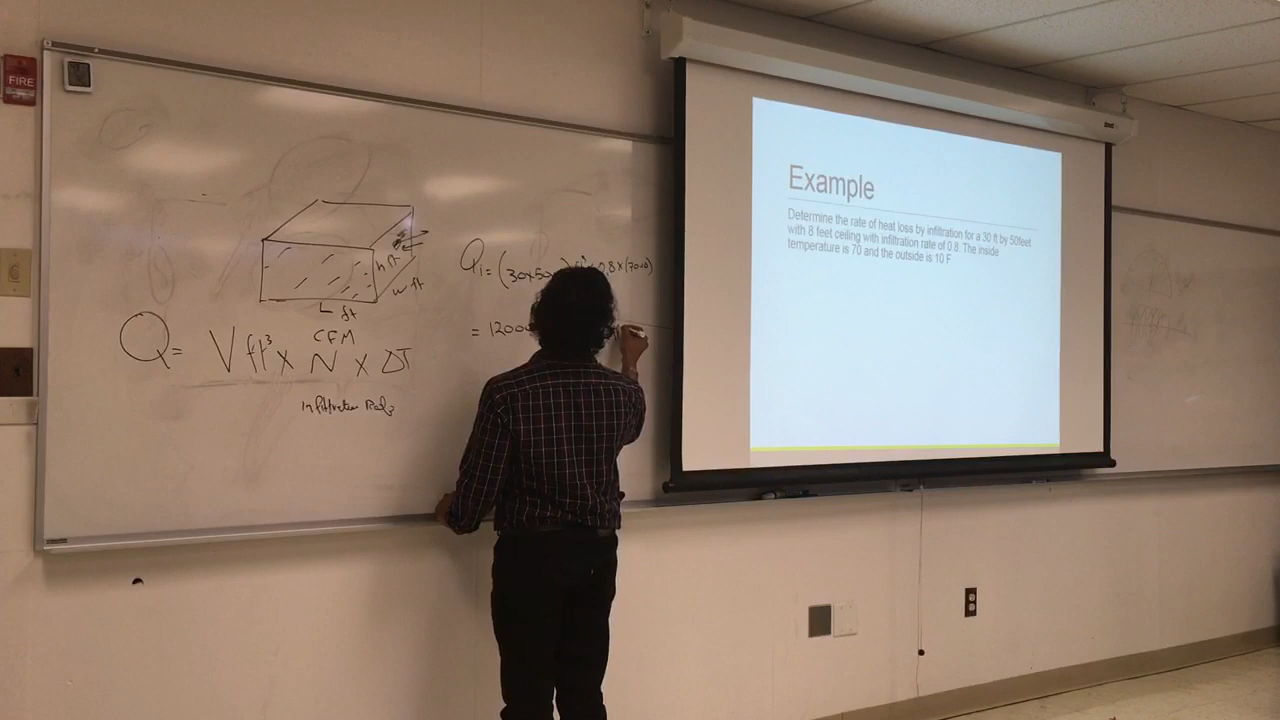 FIRE
h ft
w ft
L ft
CFM
Q = V ft³ x N x ΔT
Q₁ = (30x50
0.8 x (70-10)
= 1200
Example
Determine the rate of heat loss by infiltration for a 30 ft by 50feet
with 8 feet ceiling with infiltration rate of 0.8. The inside
temperature is 70 and the outside is 10 F